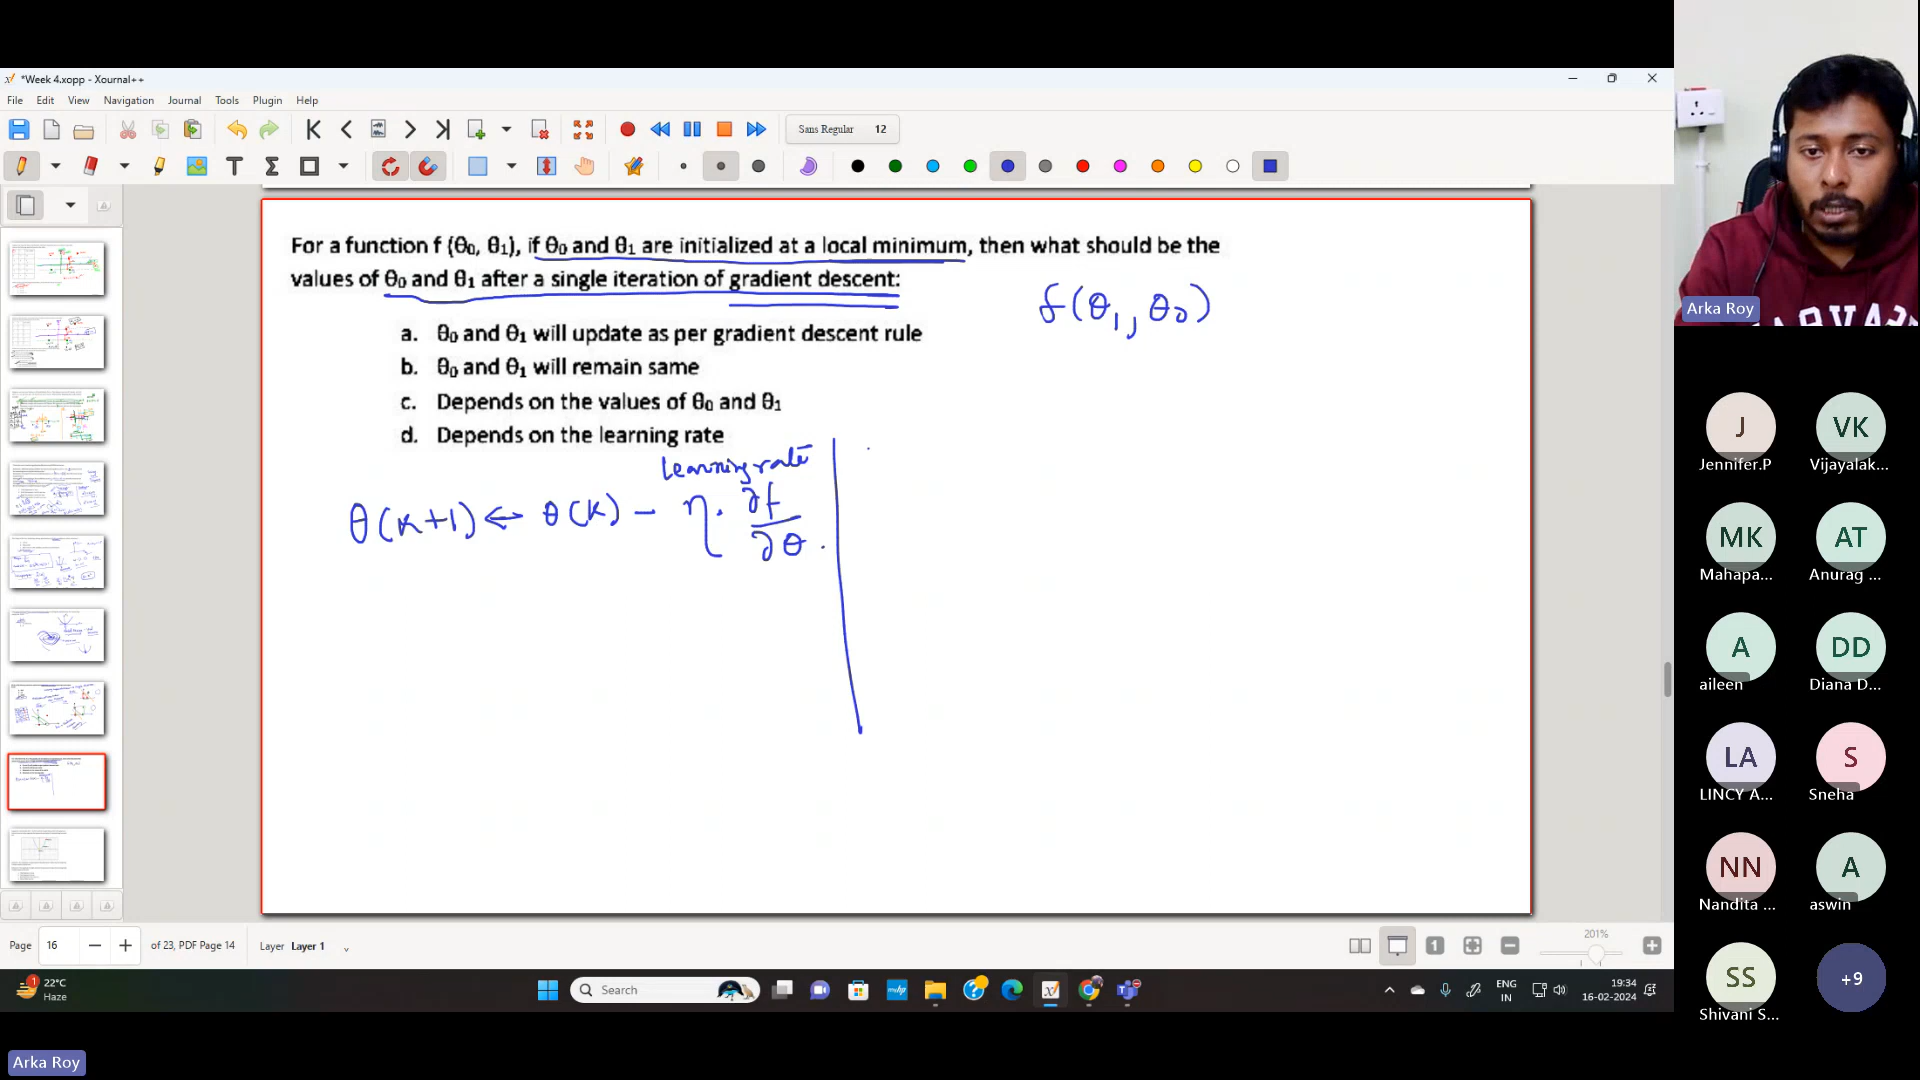 *Week 4.xopp - Xournal++
File Edit View Navigation Journal Tools Plugin Help
Sans Regular 12
For a function f (θ₀, θ₁), if θ₀ and θ₁ are initialized at a local minimum, then what should be the
values of θ₀ and θ₁ after a single iteration of gradient descent:
f(θ₁, θ₀)
a. θ₀ and θ₁ will update as per gradient descent rule
b. θ₀ and θ₁ will remain same
c. Depends on the values of θ₀ and θ₁
d. Depends on the learning rate
learning rate
θ(k+1) ↔ θ(k) – η. ∂f/∂θ.
Page 16 of 23, PDF Page 14 Layer Layer 1
201%
1
22°C
Haze
Search
ENG
IN
19:34
16-02-2024
Arka Roy
J
Jennifer.P
VK
Vijayalak...
MK
Mahapa...
AT
Anurag ...
A
aileen
DD
Diana D...
LA
LINCY A...
S
Sneha
NN
Nandita ...
A
aswin
SS
Shivani S...
+9
Arka Roy